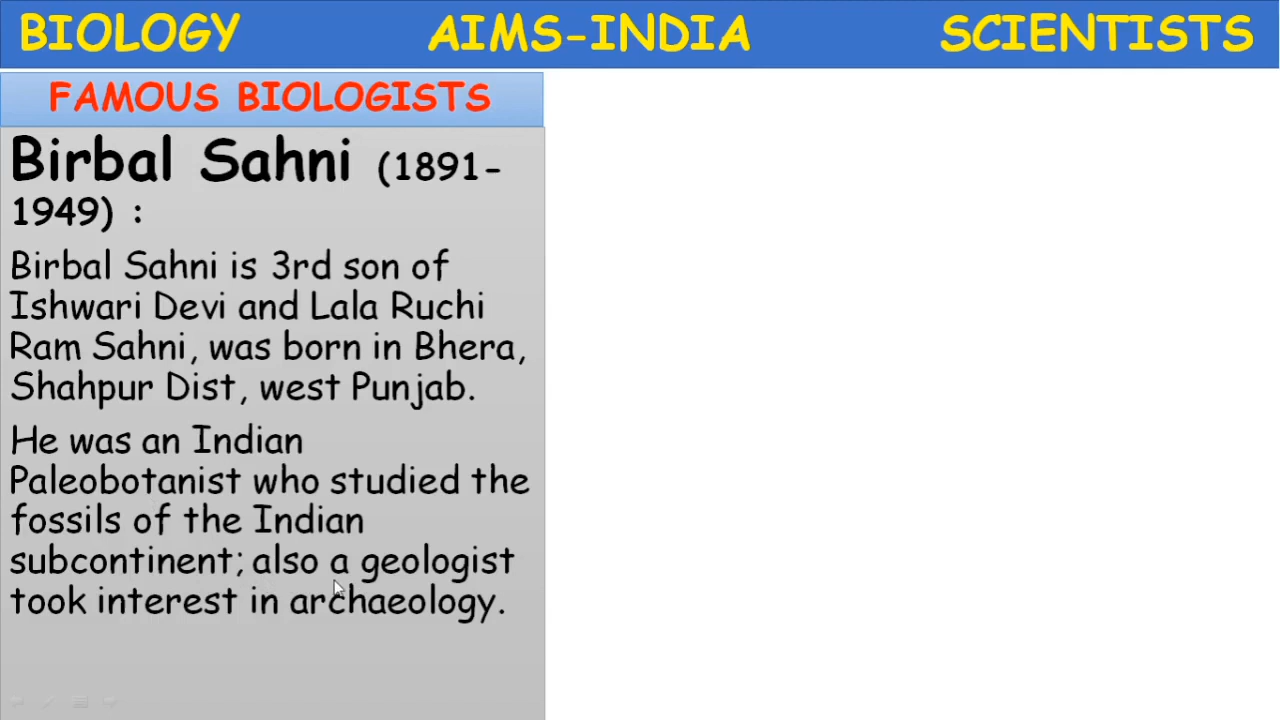 BIOLOGY AIMS-INDIA SCIENTISTS
FAMOUS BIOLOGISTS
Birbal Sahni (1891-
1949) :
Birbal Sahni is 3rd son of
Ishwari Devi and Lala Ruchi
Ram Sahni, was born in Bhera,
Shahpur Dist, west Punjab.
He was an Indian
Paleobotanist who studied the
fossils of the Indian
subcontinent; also a geologist
took interest in archaeology.